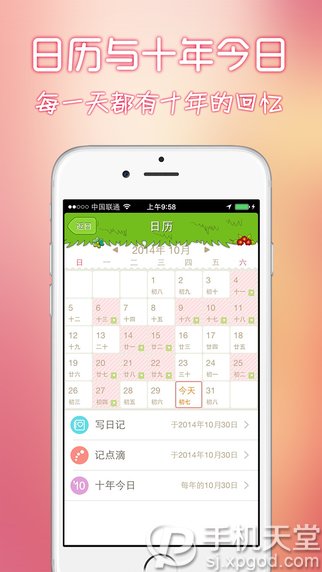 日历与十年今日
每一天都有十年的回忆
中国联通 上午9:58
返回 日历
2014年10月
日 一 二 三 四 五 六
1 2 3 4
初八 初九 初十 十一
5 6 7 8 9 10 11
十二 十三 十四 十五 十六 十七 十八
12 13 14 15 16 17 18
十九 二十 廿一 廿二 廿三 廿四 廿五
19 20 21 22 23 24 25
廿六 廿七 廿八 廿九 三十 初一 初二
26 27 28 29 今天 31
初三 初四 初五 初六 初七 初八
写日记 于2014年10月30日
记点滴 于2014年10月30日
10 十年今日 每年的10月30日
手机天堂
sj.xpgod.com